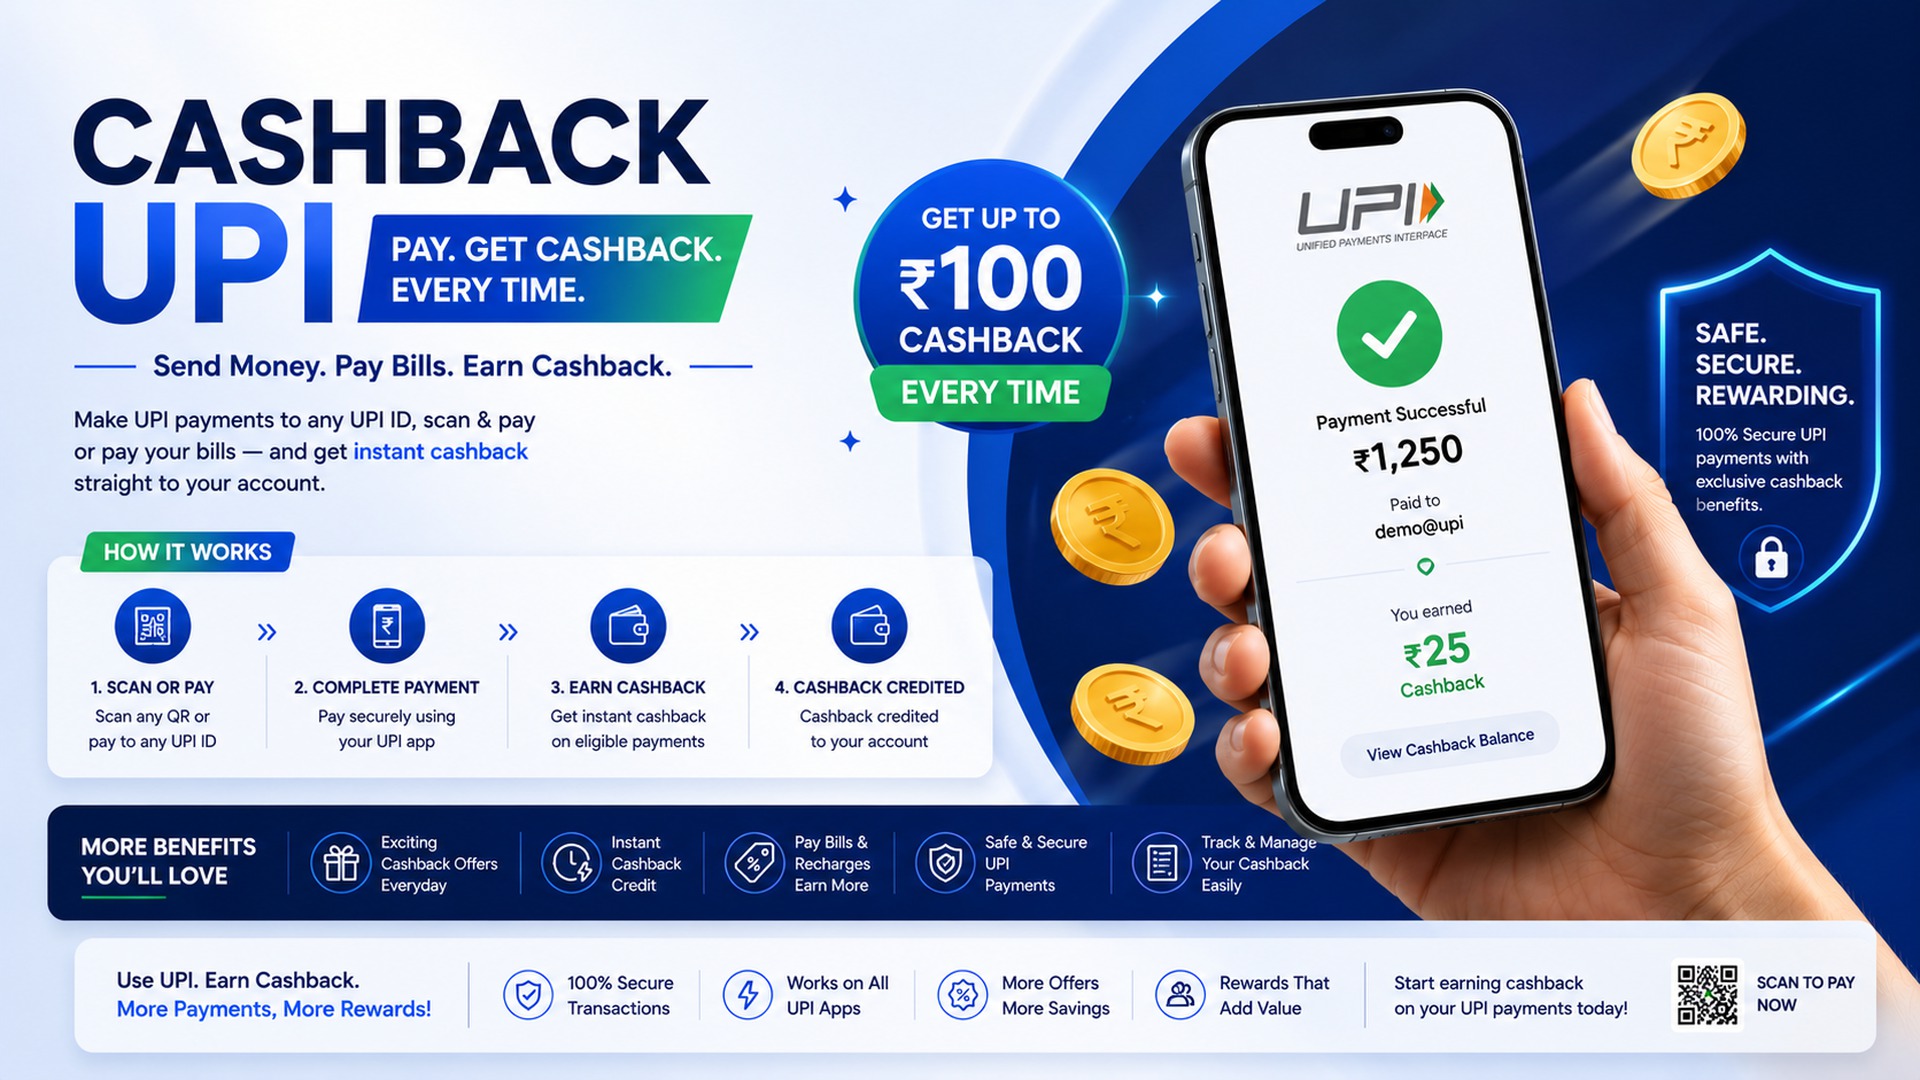 CASHBACK
UPI
PAY. GET CASHBACK.
EVERY TIME.
Send Money. Pay Bills. Earn Cashback.
Make UPI payments to any UPI ID, scan & pay
or pay your bills — and get instant cashback
straight to your account.
GET UP TO
₹100
CASHBACK
EVERY TIME
UPI
UNIFIED PAYMENTS INTERPACE
Payment Successful
₹1,250
Paid to
demo@upi
You earned
₹25
Cashback
View Cashback Balance
SAFE.
SECURE.
REWARDING.
100% Secure UPI
payments with
exclusive cashback
benefits.
HOW IT WORKS
1. SCAN OR PAY
Scan any QR or
pay to any UPI ID
2. COMPLETE PAYMENT
Pay securely using
your UPI app
3. EARN CASHBACK
Get instant cashback
on eligible payments
4. CASHBACK CREDITED
Cashback credited
to your account
MORE BENEFITS
YOU'LL LOVE
Exciting
Cashback Offers
Everyday
Instant
Cashback
Credit
Pay Bills &
Recharges
Earn More
Safe & Secure
UPI
Payments
Track & Manage
Your Cashback
Easily
Use UPI. Earn Cashback.
More Payments, More Rewards!
100% Secure
Transactions
Works on All
UPI Apps
More Offers
More Savings
Rewards That
Add Value
Start earning cashback
on your UPI payments today!
SCAN TO PAY
NOW